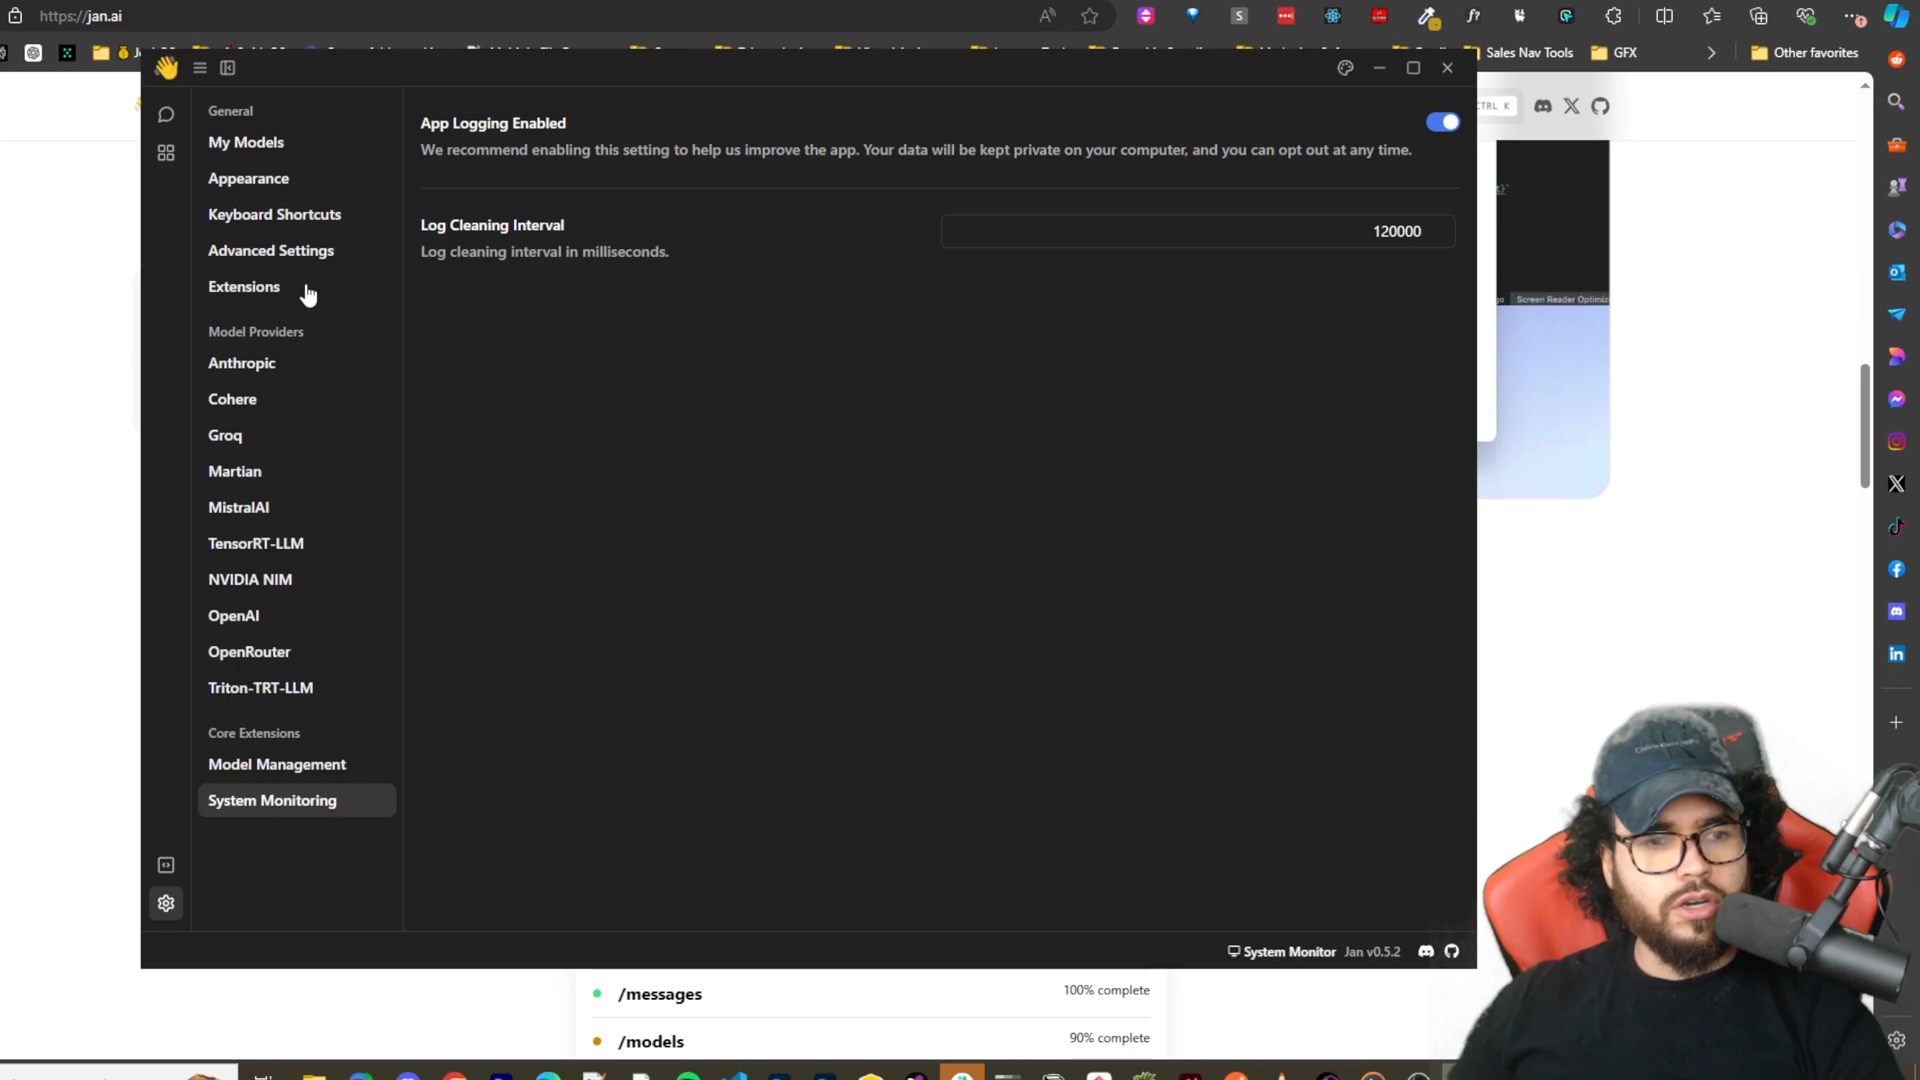 https://jan.ai
Sales Nav Tools
GFX
Other favorites
CTRL K
General
My Models
Appearance
Keyboard Shortcuts
Advanced Settings
Extensions
Model Providers
Anthropic
Cohere
Groq
Martian
MistralAI
TensorRT-LLM
NVIDIA NIM
OpenAI
OpenRouter
Triton-TRT-LLM
Core Extensions
Model Management
System Monitoring
App Logging Enabled
We recommend enabling this setting to help us improve the app. Your data will be kept private on your computer, and you can opt out at any time.
Log Cleaning Interval
120000
Log cleaning interval in milliseconds.
Screen Reader Optimiz
System Monitor Jan v0.5.2
/messages 100% complete
/models 90% complete